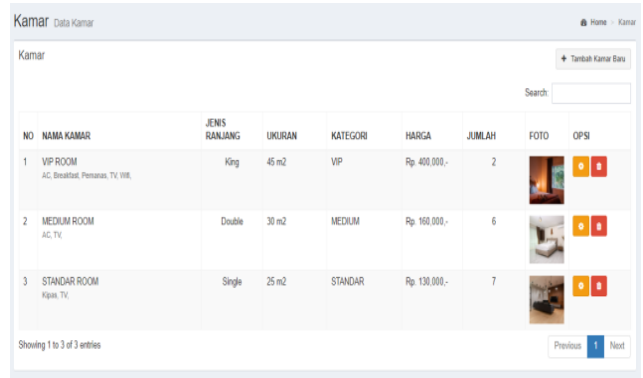 Kamar Data Kamar
Home > Kamar
Kamar
+ Tambah Kamar Baru
Search:
NO NAMA KAMAR JENIS RANJANG UKURAN KATEGORI HARGA JUMLAH FOTO OPSI
1 VIP ROOM King 45 m2 VIP Rp. 400,000,- 2
AC, Breakfast, Pemanas, TV, Wifi,
2 MEDIUM ROOM Double 30 m2 MEDIUM Rp. 160,000,- 6
AC, TV,
3 STANDAR ROOM Single 25 m2 STANDAR Rp. 130,000,- 7
Kipas, TV,
Showing 1 to 3 of 3 entries
Previous 1 Next